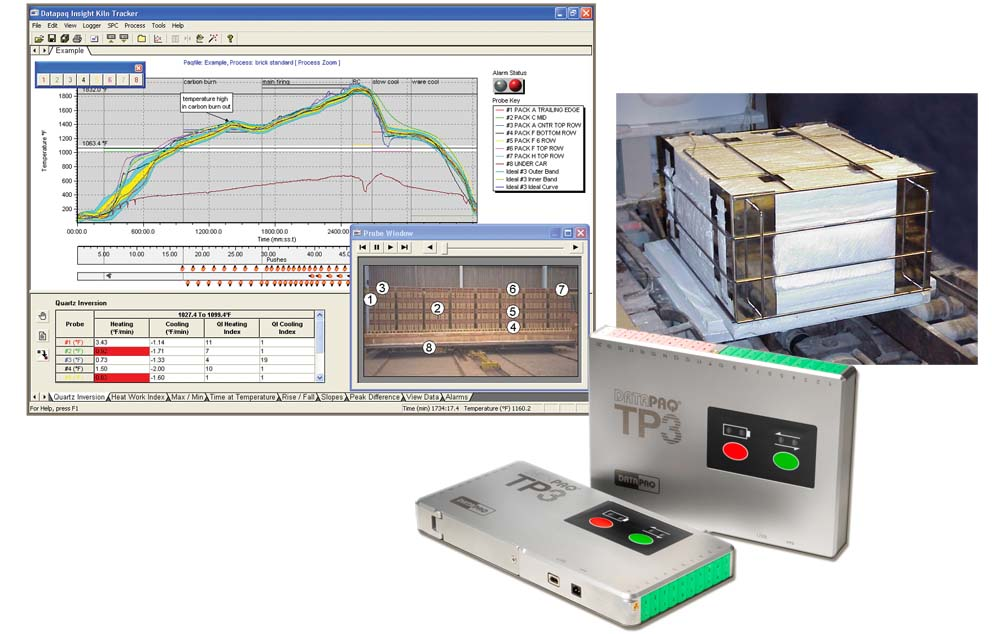 Datapaq Insight Kiln Tracker
File Edit View Logger SPC Process Tools Help
Example
Paqfile: Example, Process: brick standard [ Process Zoom ]
1 2 3 4 6 7 8
carbon burn main firing slow cool ware cool
1832.0 °F
temperature high
in carbon burn out
1063.4 °F
Temperature °F
1800
1600
1400
1200
1000
800
600
400
200
00:00.0 600:00.0 1200:00.0 1800:00.0
Time (mm:ss.t)
5.00 10.00 15.00 20.00 25.00 30.00 35.00 40.00
Pushes
Alarm Status
Probe Key
#1 PACK A TRAILING EDGE
#2 PACK C MID
#3 PACK A CNTR TOP ROW
#4 PACK F BOTTOM ROW
#5 PACK F 6 ROW
#6 PACK F TOP ROW
#7 PACK H TOP ROW
#8 UNDER CAR
Ideal #3 Outer Band
Ideal #3 Inner Band
Ideal #3 Ideal Curve
Probe Window
1 2 3 4 5 6 7 8
Quartz Inversion
1027.4 To 1099.4°F
Probe Heating (°F/min) Cooling (°F/min) QI Heating Index QI Cooling Index
#1 (°F) 3.43 -1.14 11 1
#2 (°F) -1.71 7 1
#3 (°F) 0.73 -1.33 4 19
#4 (°F) 1.50 -2.00 10 1
-1.60 1 1
Quartz Inversion Heat Work Index Max / Min Time at Temperature Rise / Fall Slopes Peak Difference View Data Alarms
For Help, press F1
Time (min) 1734:17.4 Temperature (°F) 1160.2
DATAPAQ
TP3
DATAPAQ
PAQ
TP3
DATAPAQ